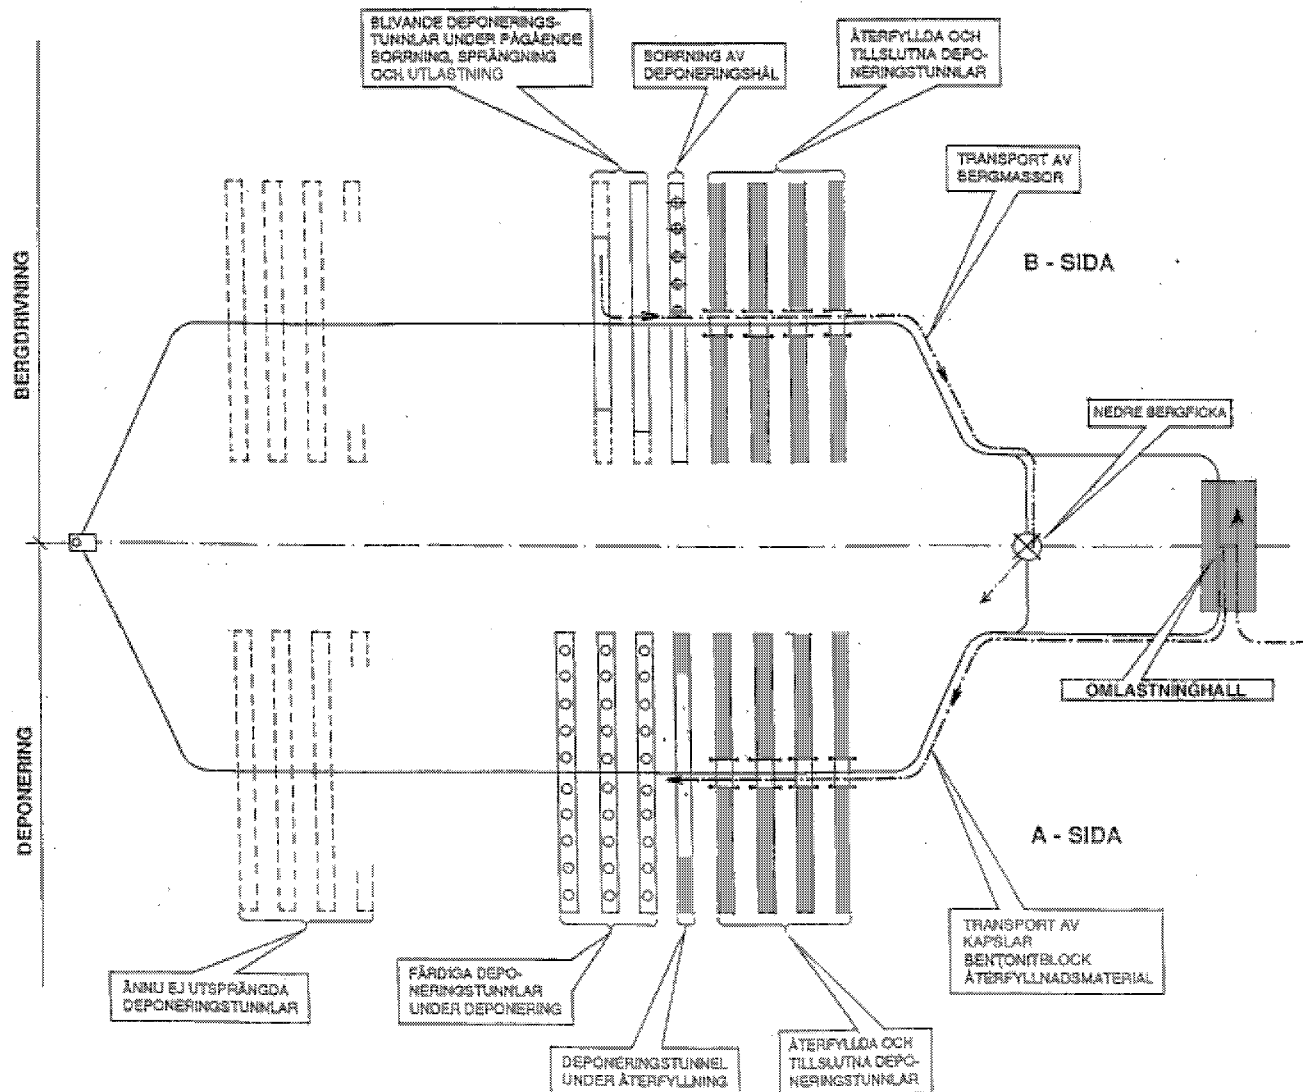 BLIVANDE DEPONERINGS-
TUNNLAR UNDER PÅGÅENDE
BORRNING, SPRÄNGNING
OCH UTLASTNING
BORRNING AV
DEPONERINGSHÅL
ÅTERFYLLDA OCH
TILLSLUTNA DEPO-
NERINGSTUNNLAR
TRANSPORT AV
BERGMASSOR
B - SIDA
BERGDRIVNING
NEDRE BERGFICKA
OMLASTNINGHALL
DEPONERING
A - SIDA
TRANSPORT AV
KAPSLAR
BENTONITBLOCK
ÅTERFYLLNADSMATERIAL
ÄNNU EJ UTSPRÄNGDA
DEPONERINGSTUNNLAR
FÄRDIGA DEPO-
NERINGSTUNNLAR
UNDER DEPONERING
DEPONERINGSTUNNEL
UNDER ÅTERFYLLNING
ÅTERFYLLDA OCH
TILLSLUTNA DEPO-
NERINGSTUNNLAR